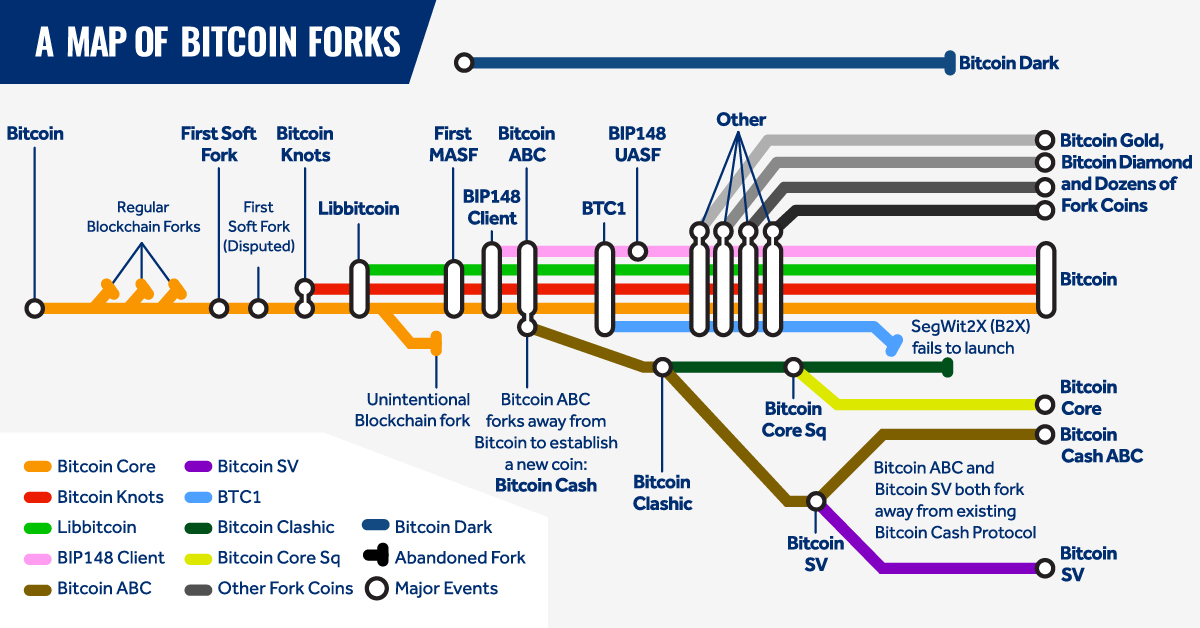 A MAP OF BITCOIN FORKS
Bitcoin Dark
Bitcoin
First Soft
Fork
Bitcoin
Knots
First
MASF
Bitcoin
ABC
BIP148
UASF
Other
Regular
Blockchain Forks
First
Soft Fork
(Disputed)
Libbitcoin
BIP148
Client
BTC1
Bitcoin Gold,
Bitcoin Diamond
and Dozens of
Fork Coins
Bitcoin
SegWit2X (B2X)
fails to launch
Unintentional
Blockchain fork
Bitcoin ABC
forks away from
Bitcoin to establish
a new coin:
Bitcoin Cash
Bitcoin
Clashic
Bitcoin
Core Sq
Bitcoin
Core
Bitcoin
Cash ABC
Bitcoin ABC and
Bitcoin SV both fork
away from existing
Bitcoin Cash Protocol
Bitcoin
SV
Bitcoin
SV
Bitcoin Core
Bitcoin Knots
Libbitcoin
BIP148 Client
Bitcoin ABC
Bitcoin SV
BTC1
Bitcoin Clashic
Bitcoin Core Sq
Other Fork Coins
Bitcoin Dark
Abandoned Fork
Major Events